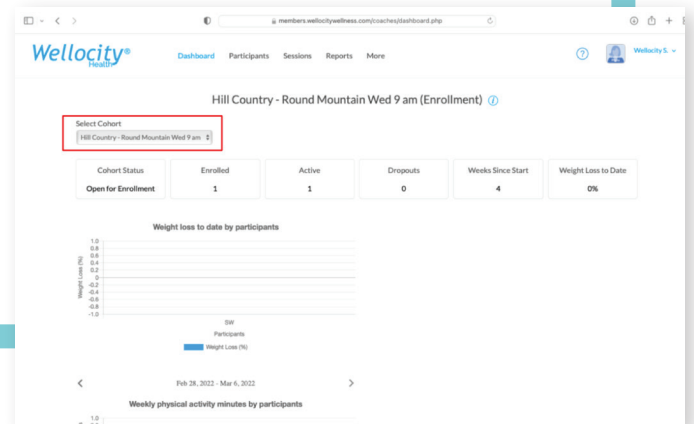 members.wellocitywellness.com/coaches/dashboard.php
Wellocity®
Health
Dashboard Participants Sessions Reports More
?
Wellocity S.
Hill Country - Round Mountain Wed 9 am (Enrollment) i
Select Cohort
Hill Country - Round Mountain Wed 9 am
Cohort Status Enrolled Active Dropouts Weeks Since Start Weight Loss to Date
Open for Enrollment 1 1 0 4 0%
Weight loss to date by participants
Weight Loss (%)
1.0
0.8
0.6
0.4
0.2
0
-0.2
-0.4
-0.6
-0.8
-1.0
SW
Participants
Weight Loss (%)
Feb 28, 2022 - Mar 6, 2022
Weekly physical activity minutes by participants
1.0